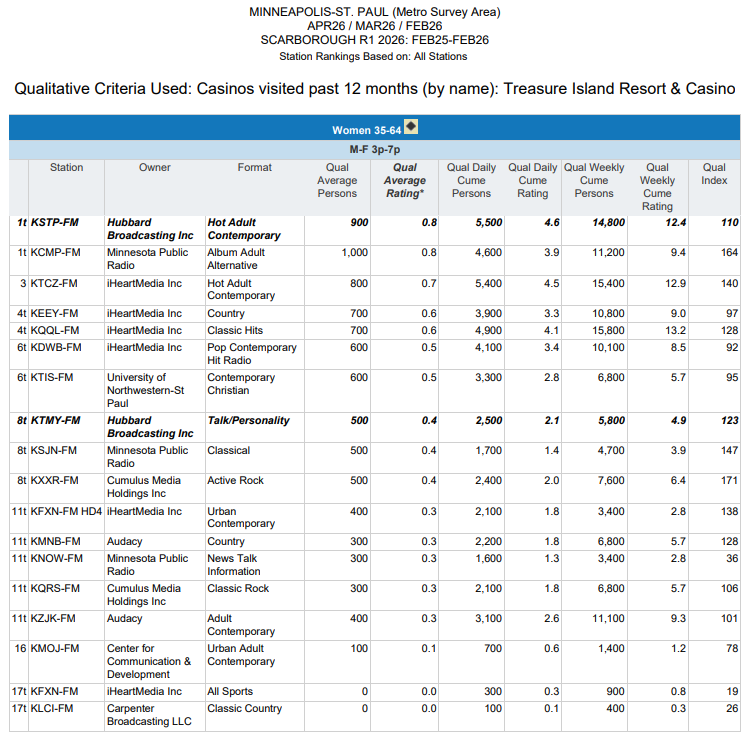 MINNEAPOLIS-ST. PAUL (Metro Survey Area)
APR26 / MAR26 / FEB26
SCARBOROUGH R1 2026: FEB25-FEB26
Station Rankings Based on: All Stations
Qualitative Criteria Used: Casinos visited past 12 months (by name): Treasure Island Resort & Casino
Women 35-64
M-F 3p-7p
Station Owner Format Qual Average Persons Qual Average Rating* Qual Daily Cume Persons Qual Daily Cume Rating Qual Weekly Cume Persons Qual Weekly Cume Rating Qual Index
1t KSTP-FM Hubbard Broadcasting Inc Hot Adult Contemporary 900 0.8 5,500 4.6 14,800 12.4 110
1t KCMP-FM Minnesota Public Radio Album Adult Alternative 1,000 0.8 4,600 3.9 11,200 9.4 164
3 KTCZ-FM iHeartMedia Inc Hot Adult Contemporary 800 0.7 5,400 4.5 15,400 12.9 140
4t KEEY-FM iHeartMedia Inc Country 700 0.6 3,900 3.3 10,800 9.0 97
4t KQQL-FM iHeartMedia Inc Classic Hits 700 0.6 4,900 4.1 15,800 13.2 128
6t KDWB-FM iHeartMedia Inc Pop Contemporary Hit Radio 600 0.5 4,100 3.4 10,100 8.5 92
6t KTIS-FM University of Northwestern-St Paul Contemporary Christian 600 0.5 3,300 2.8 6,800 5.7 95
8t KTMY-FM Hubbard Broadcasting Inc Talk/Personality 500 0.4 2,500 2.1 5,800 4.9 123
8t KSJN-FM Minnesota Public Radio Classical 500 0.4 1,700 1.4 4,700 3.9 147
8t KXXR-FM Cumulus Media Holdings Inc Active Rock 500 0.4 2,400 2.0 7,600 6.4 171
11t KFXN-FM HD4 iHeartMedia Inc Urban Contemporary 400 0.3 2,100 1.8 3,400 2.8 138
11t KMNB-FM Audacy Country 300 0.3 2,200 1.8 6,800 5.7 128
11t KNOW-FM Minnesota Public Radio News Talk Information 300 0.3 1,600 1.3 3,400 2.8 36
11t KQRS-FM Cumulus Media Holdings Inc Classic Rock 300 0.3 2,100 1.8 6,800 5.7 106
11t KZJK-FM Audacy Adult Contemporary 400 0.3 3,100 2.6 11,100 9.3 101
16 KMOJ-FM Center for Communication & Development Urban Adult Contemporary 100 0.1 700 0.6 1,400 1.2 78
17t KFXN-FM iHeartMedia Inc All Sports 0 0.0 300 0.3 900 0.8 19
17t KLCI-FM Carpenter Broadcasting LLC Classic Country 0 0.0 100 0.1 400 0.3 26